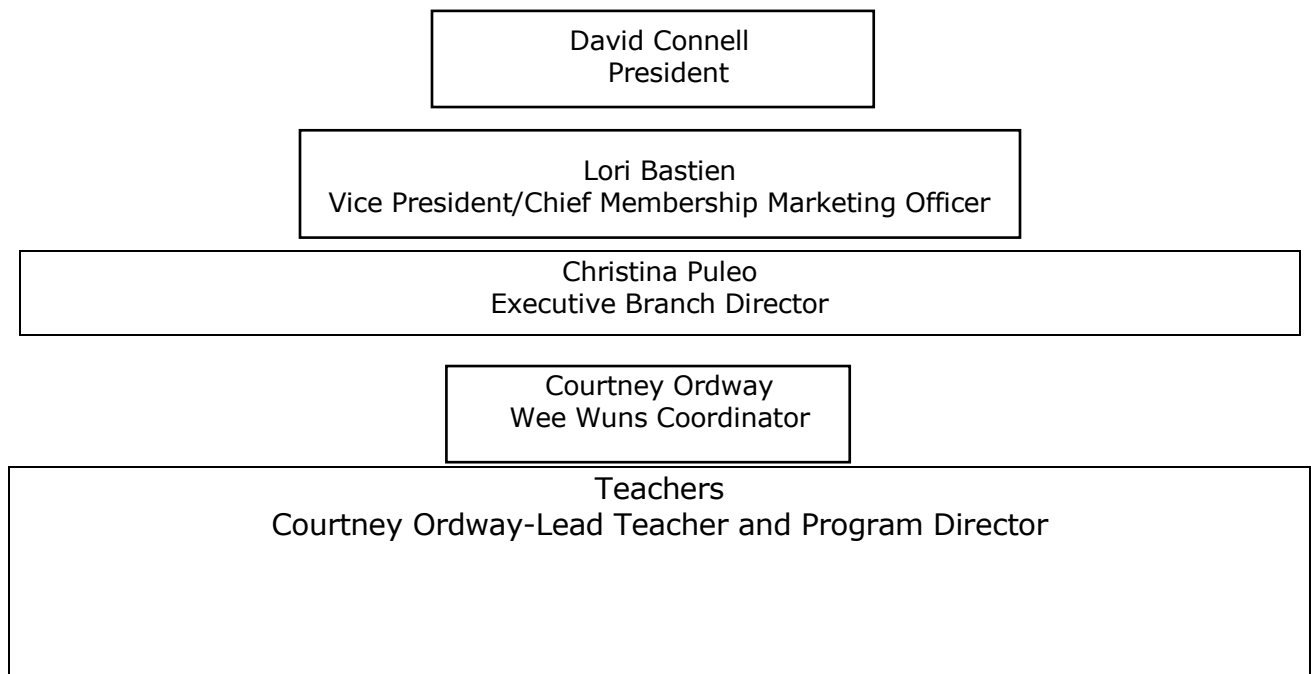 David Connell
President
Lori Bastien
Vice President/Chief Membership Marketing Officer
Christina Puleo
Executive Branch Director
Courtney Ordway
Wee Wuns Coordinator
Teachers
Courtney Ordway-Lead Teacher and Program Director